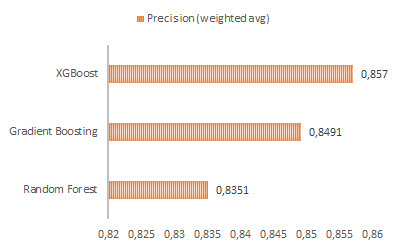 Precision (weighted avg)
XGBoost
0,857
Gradient Boosting
0,8491
Random Forest
0,8351
0,82 0,825 0,83 0,835 0,84 0,845 0,85 0,855 0,86